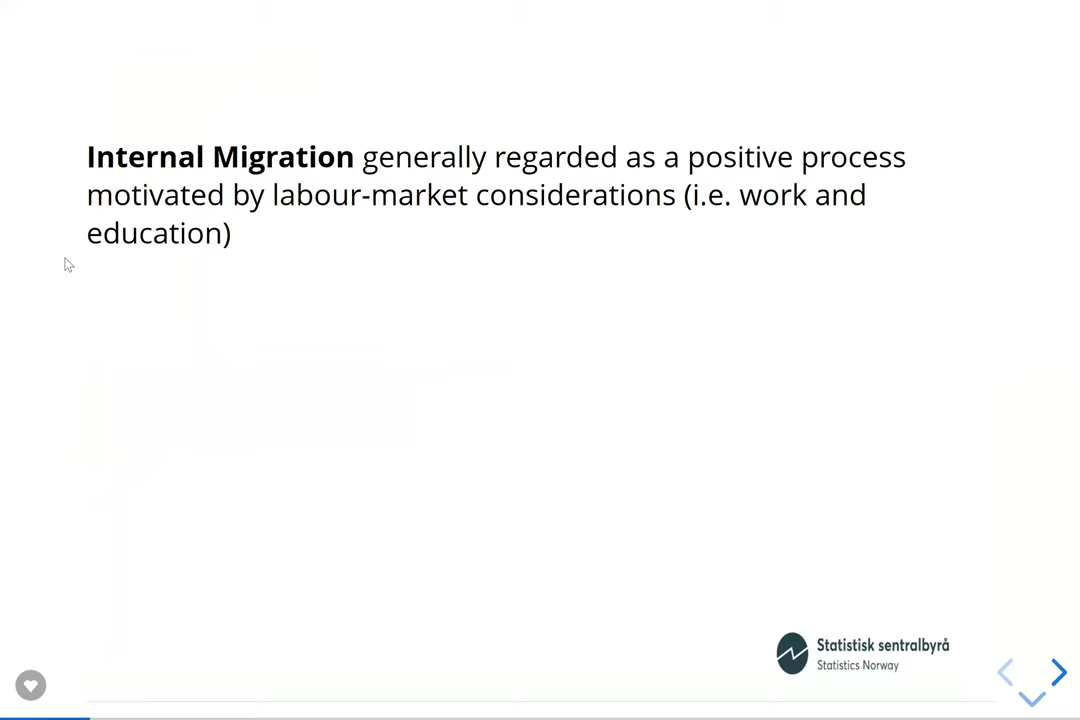 Internal Migration generally regarded as a positive process
motivated by labour-market considerations (i.e. work and
education)
Statistisk sentralbyrå
Statistics Norway